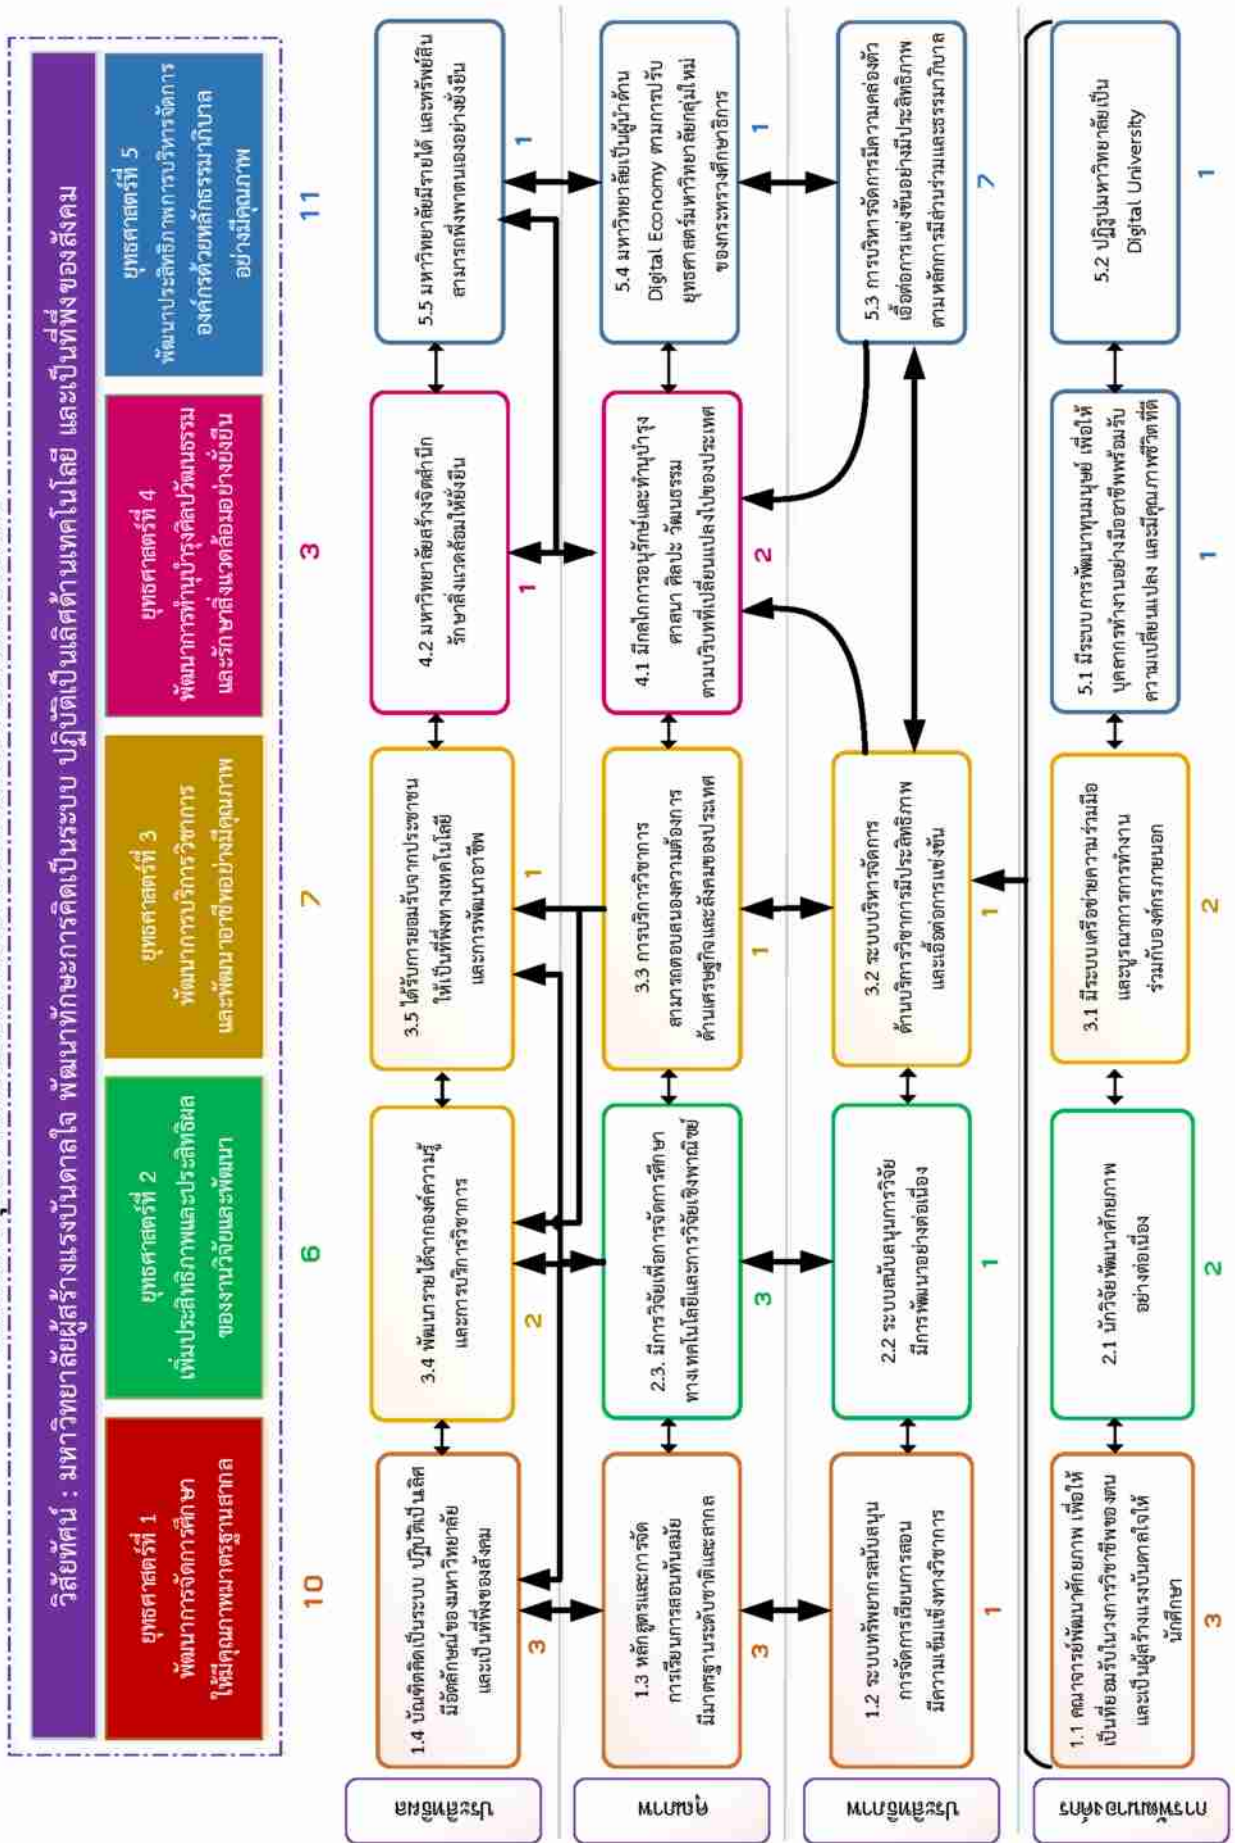 วิสัยทัศน์ : มหาวิทยาลัยผู้สร้างแรงบันดาลใจ พัฒนาทักษะการคิดเป็นระบบ ปฏิบัติเป็นเลิศด้านเทคโนโลยี และเป็นที่พึ่งของสังคม
ยุทธศาสตร์ที่ 1
พัฒนาการจัดการศึกษา
ให้มีคุณภาพมาตรฐานสากล
ยุทธศาสตร์ที่ 2
เพิ่มประสิทธิภาพและประสิทธิผล
ของงานวิจัยและพัฒนา
ยุทธศาสตร์ที่ 3
พัฒนาการบริการวิชาการ
และพัฒนาอาชีพอย่างมีคุณภาพ
ยุทธศาสตร์ที่ 4
พัฒนาการทำนุบำรุงศิลปวัฒนธรรม
และรักษาสิ่งแวดล้อมอย่างยั่งยืน
ยุทธศาสตร์ที่ 5
พัฒนาประสิทธิภาพการบริหารจัดการ
องค์กรด้วยหลักธรรมาภิบาล
อย่างมีคุณภาพ
10
6
7
3
11
ประสิทธิผล
1.4 บัณฑิตคิดเป็นระบบ ปฏิบัติเป็นเลิศ
มีอัตลักษณ์ของมหาวิทยาลัย
และเป็นที่พึ่งของสังคม
3
3.4 พัฒนารายได้จากองค์ความรู้
และการบริการวิชาการ
2
3.5 ได้รับการยอมรับจากประชาชน
ให้เป็นที่พึ่งทางเทคโนโลยี
และการพัฒนาอาชีพ
1
4.2 มหาวิทยาลัยสร้างจิตสำนึก
รักษาสิ่งแวดล้อมให้ยั่งยืน
1
5.5 มหาวิทยาลัยมีรายได้ และทรัพย์สิน
สามารถพึ่งพาตนเองอย่างยั่งยืน
1
คุณภาพ
1.3 หลักสูตรและการจัด
การเรียนการสอนทันสมัย
มีมาตรฐานระดับชาติและสากล
3
2.3. มีการวิจัยเพื่อการจัดการศึกษา
ทางเทคโนโลยีและการวิจัยเชิงพาณิชย์
3
3.3 การบริการวิชาการ
สามารถตอบสนองความต้องการ
ด้านเศรษฐกิจและสังคมของประเทศ
1
4.1 มีกลไกการอนุรักษ์และทำนุบำรุง
ศาสนา ศิลปะ วัฒนธรรม
ตามบริบทที่เปลี่ยนแปลงไปของประเทศ
2
5.4 มหาวิทยาลัยเป็นผู้นำด้าน
Digital Economy ตามการปรับ
ยุทธศาสตร์มหาวิทยาลัยกลุ่มใหม่
ของกระทรวงศึกษาธิการ
1
ประสิทธิภาพ
1.2 ระบบทรัพยากรสนับสนุน
การจัดการเรียนการสอน
มีความเข้มแข็งทางวิชาการ
1
2.2 ระบบสนับสนุนการวิจัย
มีการพัฒนาอย่างต่อเนื่อง
1
3.2 ระบบบริหารจัดการ
ด้านบริการวิชาการมีประสิทธิภาพ
และเอื้อต่อการแข่งขัน
1
5.3 การบริหารจัดการมีความคล่องตัว
เอื้อต่อการแข่งขันอย่างมีประสิทธิภาพ
ตามหลักการมีส่วนร่วมและธรรมาภิบาล
7
การพัฒนาองค์กร
1.1 คณาจารย์พัฒนาศักยภาพ เพื่อให้
เป็นที่ยอมรับในวงการวิชาชีพของตน
และเป็นผู้สร้างแรงบันดาลใจให้
นักศึกษา
3
2.1 นักวิจัยพัฒนาศักยภาพ
อย่างต่อเนื่อง
2
3.1 มีระบบเครือข่ายความร่วมมือ
และบูรณาการการทำงาน
ร่วมกับองค์กรภายนอก
2
5.1 มีระบบการพัฒนาทุนมนุษย์ เพื่อให้
บุคลากรทำงานอย่างมืออาชีพพร้อมรับ
ความเปลี่ยนแปลง และมีคุณภาพชีวิตที่ดี
1
5.2 ปฏิรูปมหาวิทยาลัยเป็น
Digital University
1